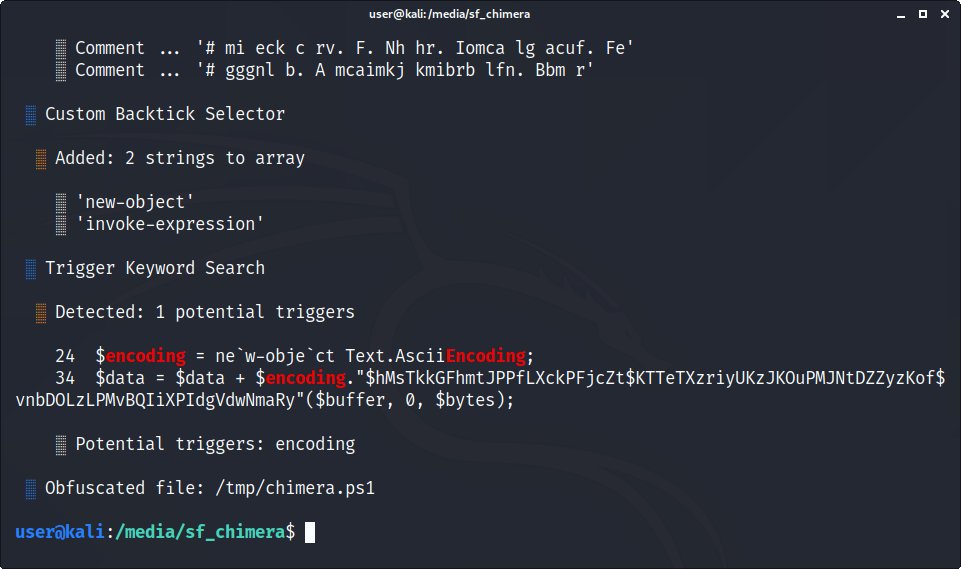 user@kali: /media/sf_chimera
Comment ... '# mi eck c rv. F. Nh hr. Iomca lg acuf. Fe'
Comment ... '# gggnl b. A mcaimkj kmibrb lfn. Bbm r'
Custom Backtick Selector
Added: 2 strings to array
'new-object'
'invoke-expression'
Trigger Keyword Search
Detected: 1 potential triggers
24  $encoding = ne`w-obje`ct Text.AsciiEncoding;
34  $data = $data + $encoding."$hMsTkkGFhmtJPPfLXckPFjcZt$KTTeTXzriyUKzJKOuPMJNtDZZyzKof$
vnbDOLzLPMvBQIiXPIdgVdwNmaRy"($buffer, 0, $bytes);
Potential triggers: encoding
Obfuscated file: /tmp/chimera.ps1
user@kali:/media/sf_chimera$